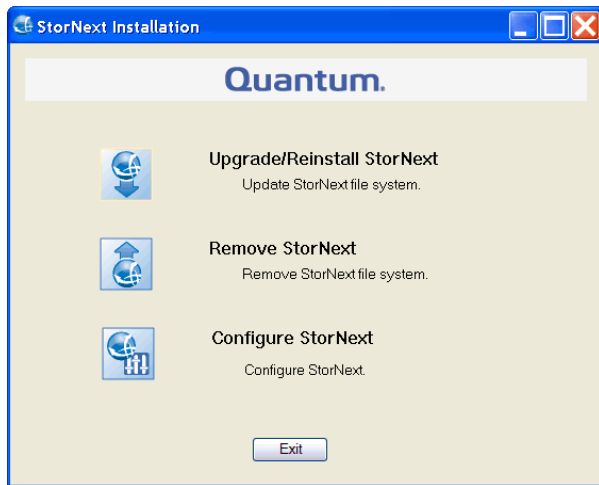 StorNext Installation
Quantum.
Upgrade/Reinstall StorNext
Update StorNext file system.
Remove StorNext
Remove StorNext file system.
Configure StorNext
Configure StorNext.
Exit